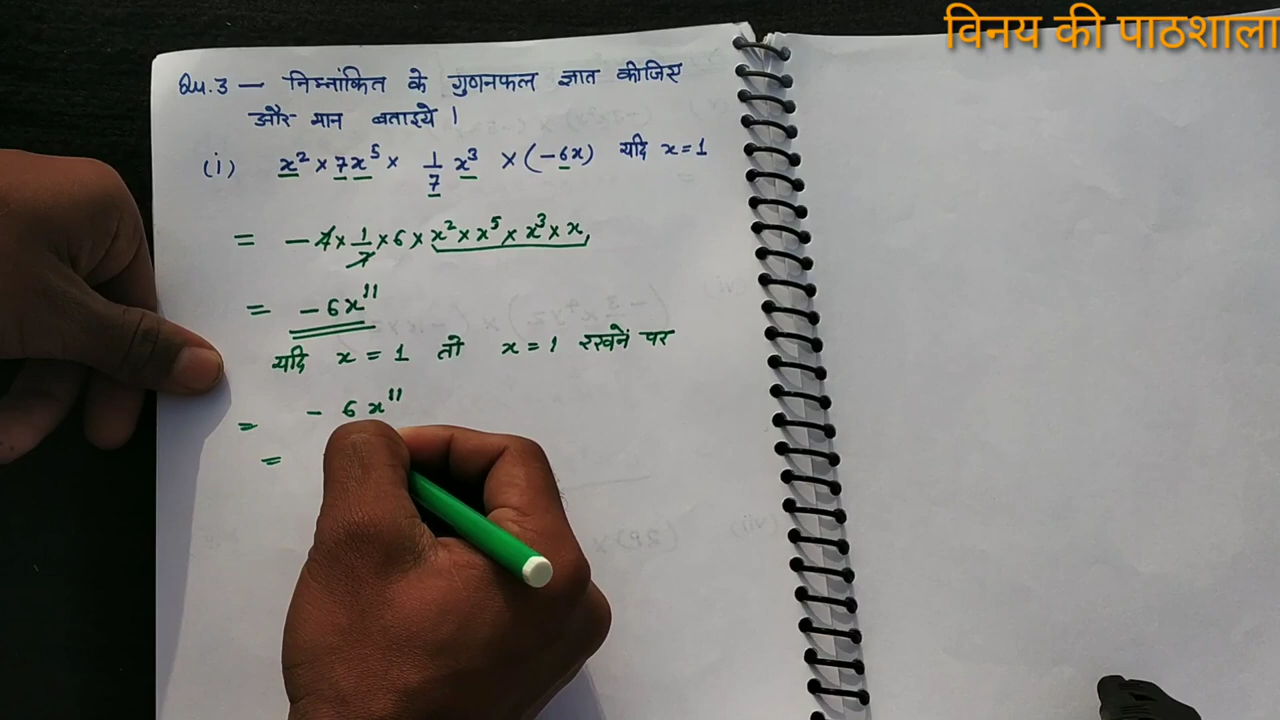 विनय की पाठशाला
Qu.3 — निम्नांकित के गुणनफल ज्ञात कीजिए
और मान बताइये ।
(i) x² × 7x⁵ × 1/7 x³ × (-6x) यदि x=1
= - 7 × 1/7 × 6 × x² × x⁵ × x³ × x,
= - 6x¹¹
यदि x = 1 तो x = 1 रखनें पर
= - 6x¹¹
=